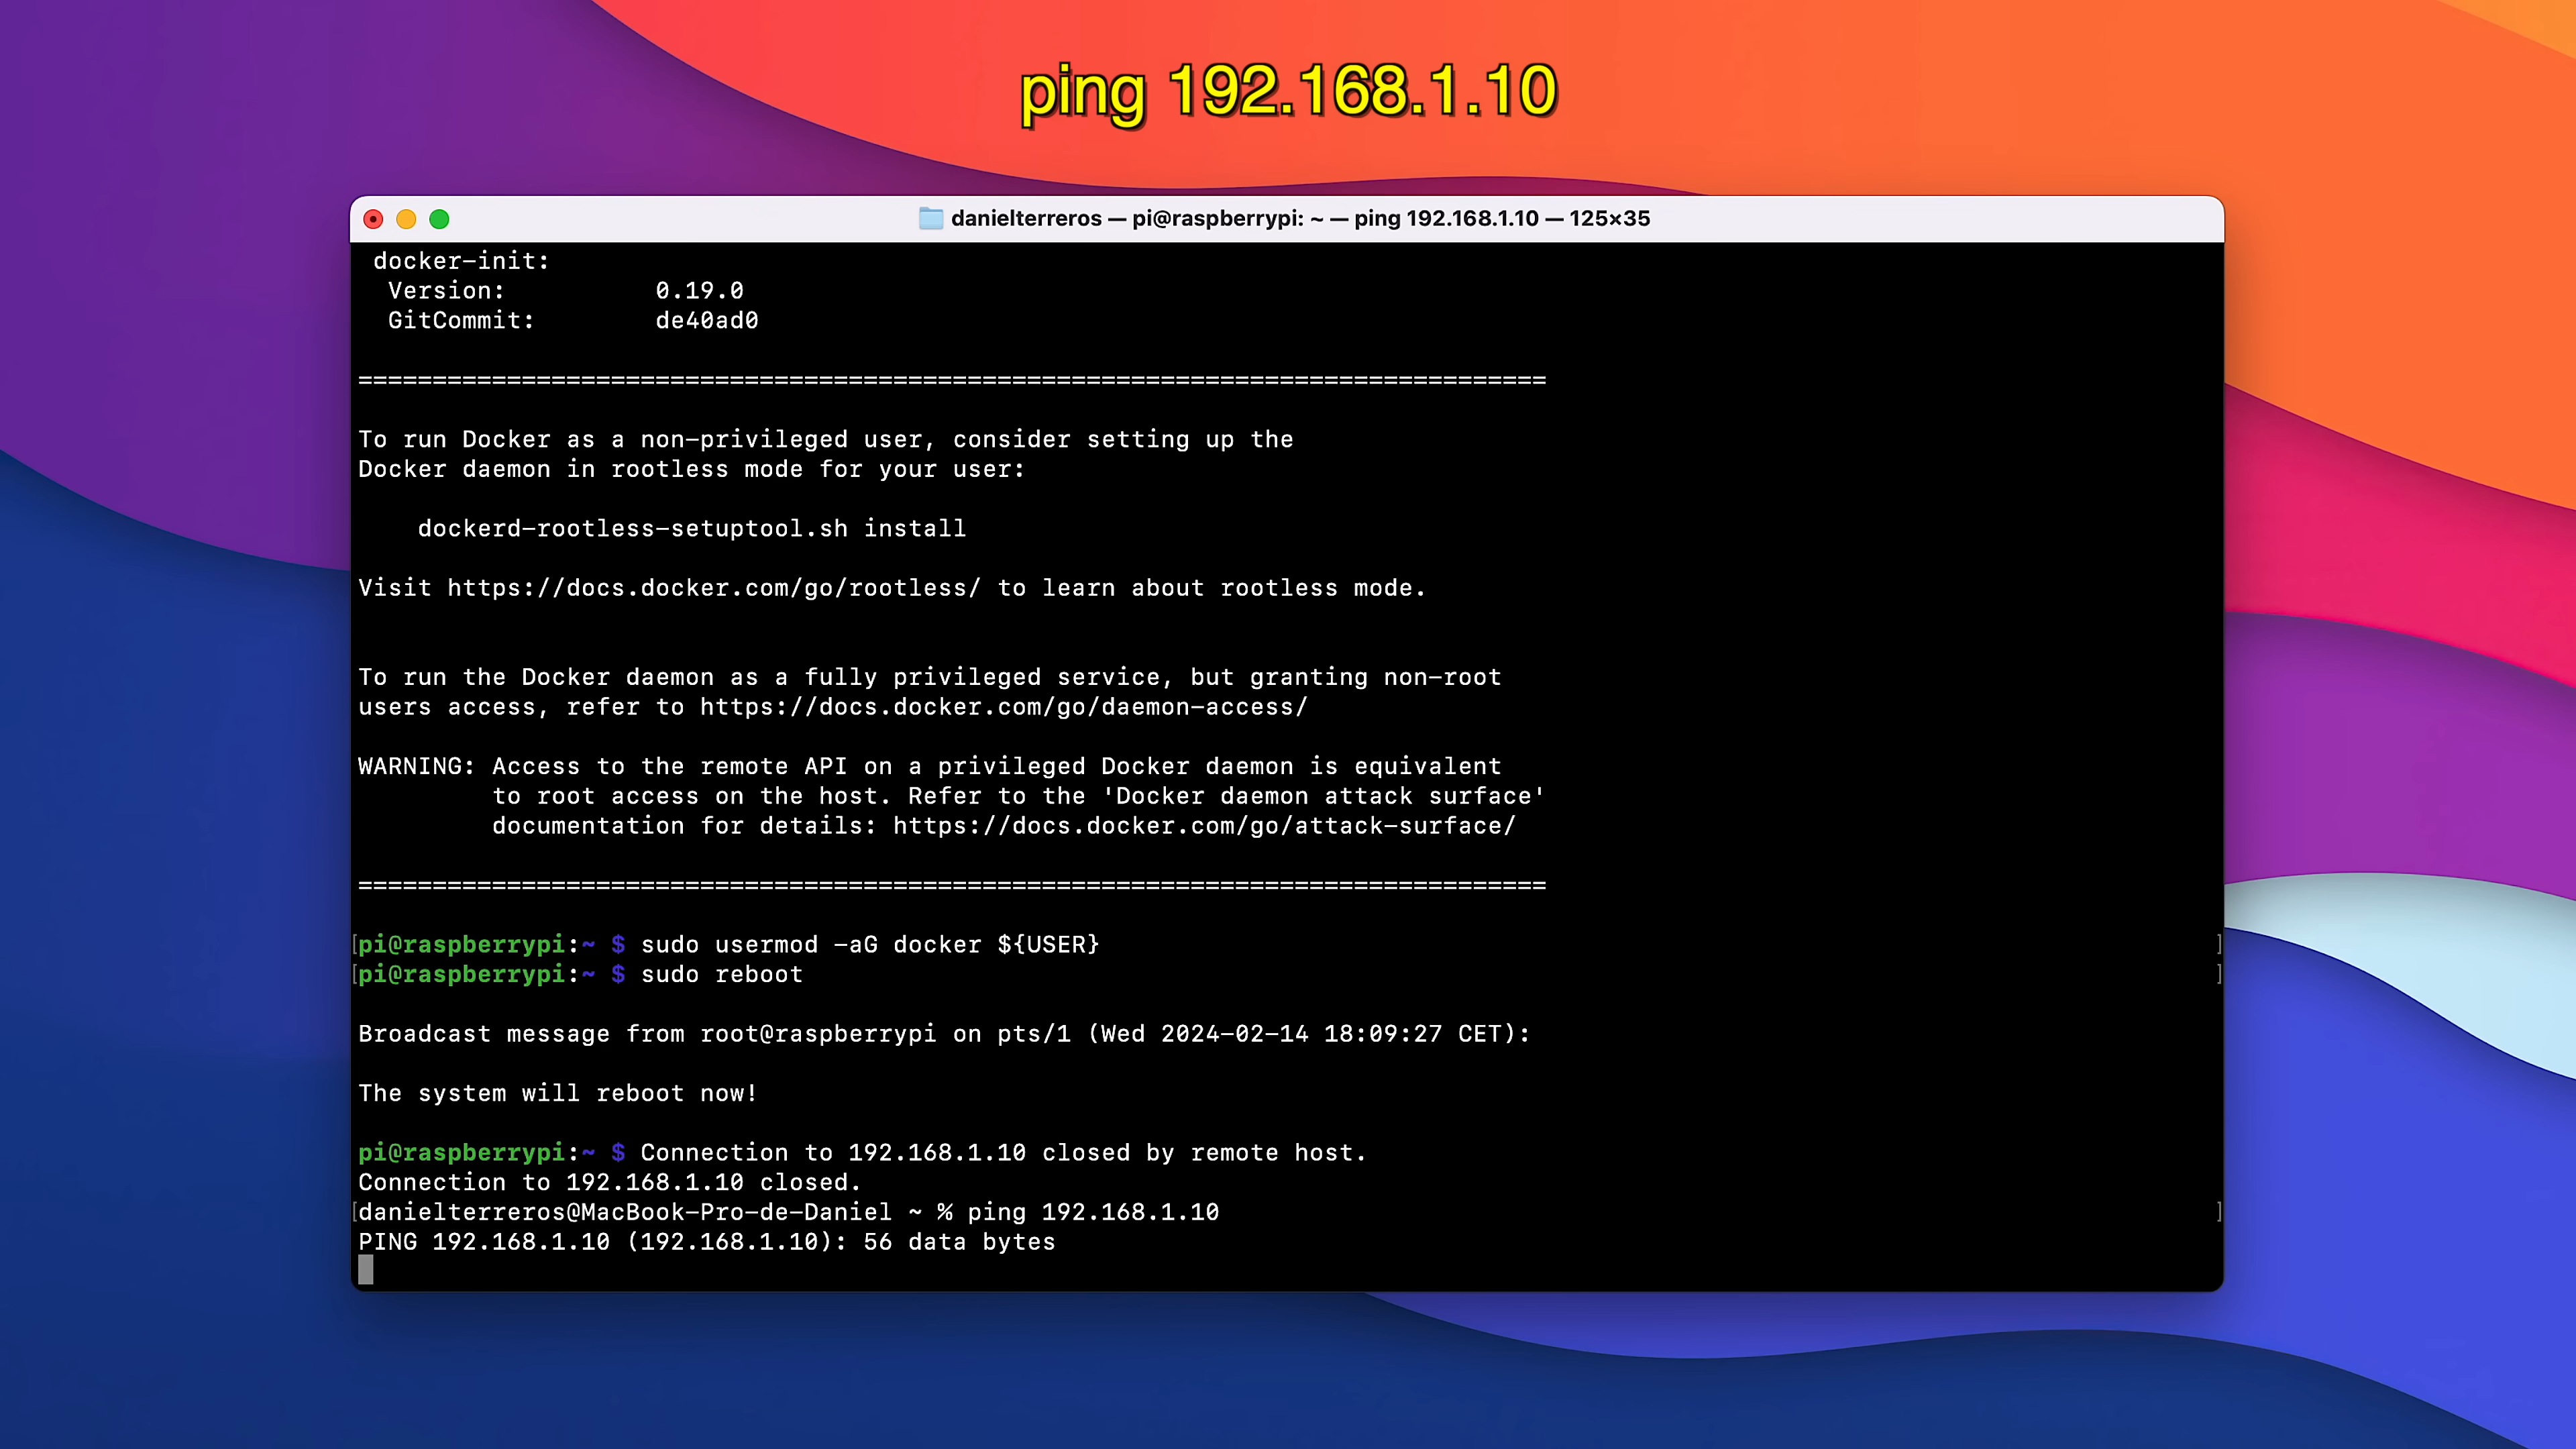 ping 192.168.1.10
danielterreros — pi@raspberrypi: ~ — ping 192.168.1.10 — 125×35
docker-init:
Version: 0.19.0
GitCommit: de40ad0
================================================================================
To run Docker as a non-privileged user, consider setting up the
Docker daemon in rootless mode for your user:
dockerd-rootless-setuptool.sh install
Visit https://docs.docker.com/go/rootless/ to learn about rootless mode.
To run the Docker daemon as a fully privileged service, but granting non-root
users access, refer to https://docs.docker.com/go/daemon-access/
WARNING: Access to the remote API on a privileged Docker daemon is equivalent
to root access on the host. Refer to the 'Docker daemon attack surface'
documentation for details: https://docs.docker.com/go/attack-surface/
================================================================================
[pi@raspberrypi:~ $ sudo usermod -aG docker ${USER} ]
[pi@raspberrypi:~ $ sudo reboot ]
Broadcast message from root@raspberrypi on pts/1 (Wed 2024-02-14 18:09:27 CET):
The system will reboot now!
pi@raspberrypi:~ $ Connection to 192.168.1.10 closed by remote host.
Connection to 192.168.1.10 closed.
[danielterreros@MacBook-Pro-de-Daniel ~ % ping 192.168.1.10 ]
PING 192.168.1.10 (192.168.1.10): 56 data bytes